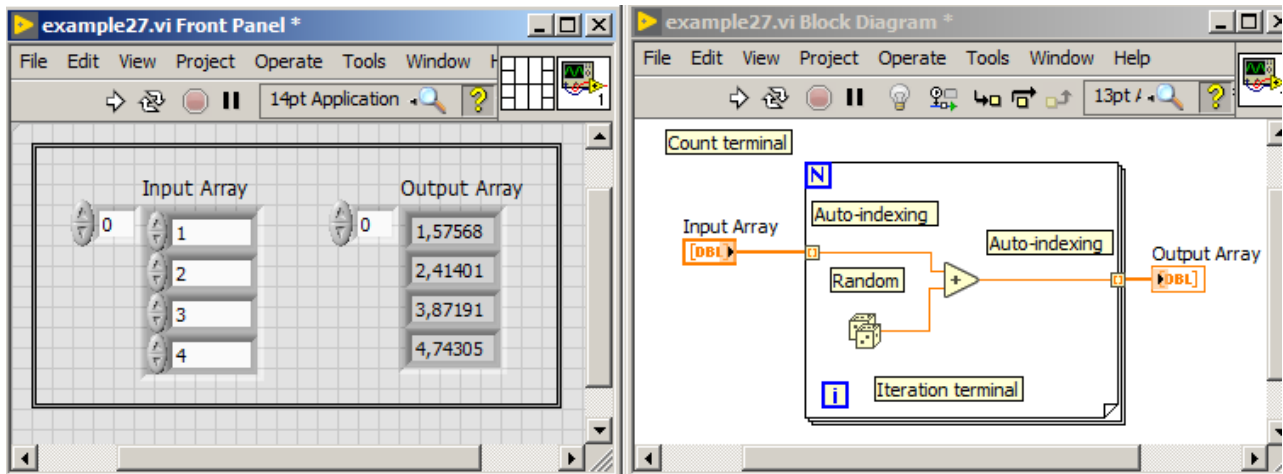 example27.vi Front Panel *
File Edit View Project Operate Tools Window H
14pt Application
1
Input Array
Output Array
0
1
2
3
4
0
1,57568
2,41401
3,87191
4,74305
example27.vi Block Diagram *
File Edit View Project Operate Tools Window Help
13pt A
1
Count terminal
N
Auto-indexing
Input Array
DBL
Auto-indexing
Random
Output Array
DBL
i
Iteration terminal